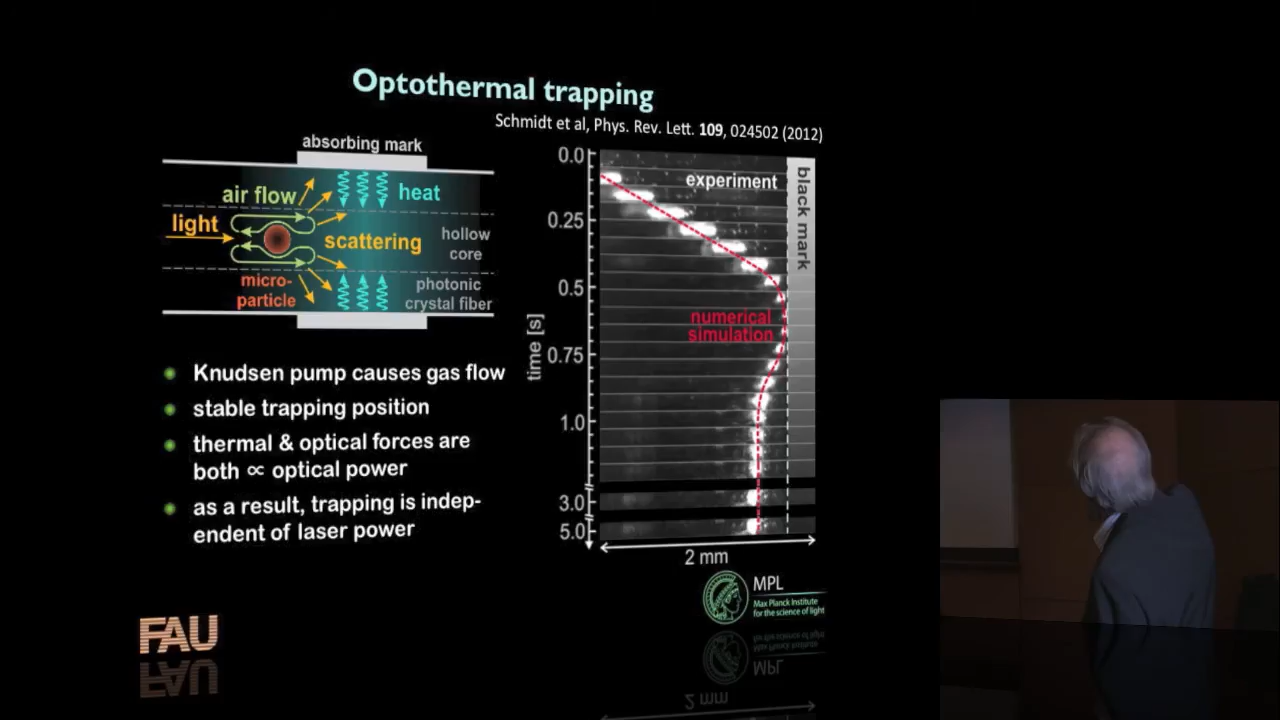 Optothermal trapping
Schmidt et al, Phys. Rev. Lett. 109, 024502 (2012)
absorbing mark
air flow
heat
light
scattering
hollow
core
micro-
particle
photonic
crystal fiber
Knudsen pump causes gas flow
stable trapping position
thermal & optical forces are
both ∝ optical power
as a result, trapping is indep-
endent of laser power
time [s]
0.0
0.25
0.5
0.75
1.0
3.0
5.0
experiment
numerical
simulation
black mark
2 mm
FAU
MPL
Max Planck Institute
for the science of light